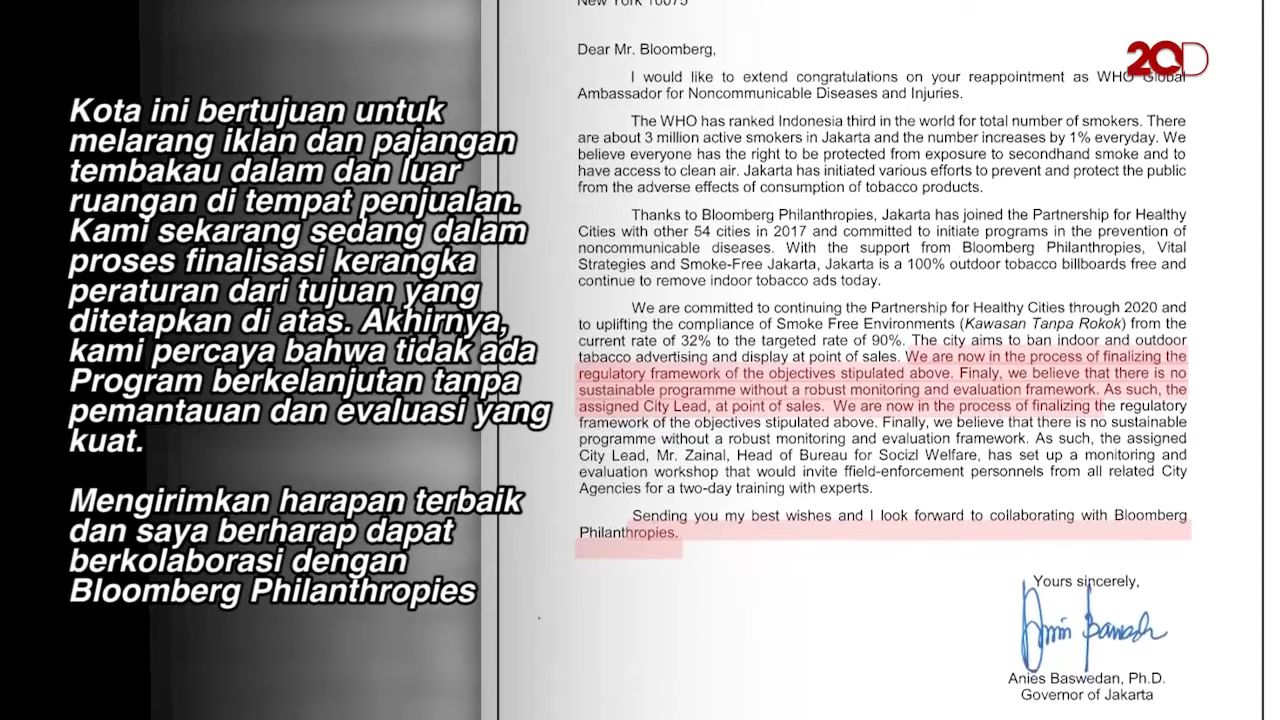 New York 10075
20D
Dear Mr. Bloomberg,
I would like to extend congratulations on your reappointment as WHO Global
Ambassador for Noncommunicable Diseases and Injuries.
The WHO has ranked Indonesia third in the world for total number of smokers. There
are about 3 million active smokers in Jakarta and the number increases by 1% everyday. We
believe everyone has the right to be protected from exposure to secondhand smoke and to
have access to clean air. Jakarta has initiated various efforts to prevent and protect the public
from the adverse effects of consumption of tobacco products.
Thanks to Bloomberg Philanthropies, Jakarta has joined the Partnership for Healthy
Cities with other 54 cities in 2017 and committed to initiate programs in the prevention of
noncommunicable diseases. With the support from Bloomberg Philanthropies, Vital
Strategies and Smoke-Free Jakarta, Jakarta is a 100% outdoor tobacco billboards free and
continue to remove indoor tobacco ads today.
We are committed to continuing the Partnership for Healthy Cities through 2020 and
to uplifting the compliance of Smoke Free Environments (Kawasan Tanpa Rokok) from the
current rate of 32% to the targeted rate of 90%. The city aims to ban indoor and outdoor
tabacco advertising and display at point of sales. We are now in the process of finalizing the
regulatory framework of the objectives stipulated above. Finaly, we believe that there is no
sustainable programme without a robust monitoring and evaluation framework. As such, the
assigned City Lead, at point of sales. We are now in the process of finalizing the regulatory
framework of the objectives stipulated above. Finally, we believe that there is no sustainable
programme without a robust monitoring and evaluation framework. As such, the assigned
City Lead, Mr. Zainal, Head of Bureau for Socizl Welfare, has set up a monitoring and
evaluation workshop that would invite ffield-enforcement personnels from all related City
Agencies for a two-day training with experts.
Sending you my best wishes and I look forward to collaborating with Bloomberg
Philanthropies.
Yours sincerely,
Anies Baswedan, Ph.D.
Governor of Jakarta
Kota ini bertujuan untuk
melarang iklan dan pajangan
tembakau dalam dan luar
ruangan di tempat penjualan.
Kami sekarang sedang dalam
proses finalisasi kerangka
peraturan dari tujuan yang
ditetapkan di atas. Akhirnya,
kami percaya bahwa tidak ada
Program berkelanjutan tanpa
pemantauan dan evaluasi yang
kuat.
Mengirimkan harapan terbaik
dan saya berharap dapat
berkolaborasi dengan
Bloomberg Philanthropies